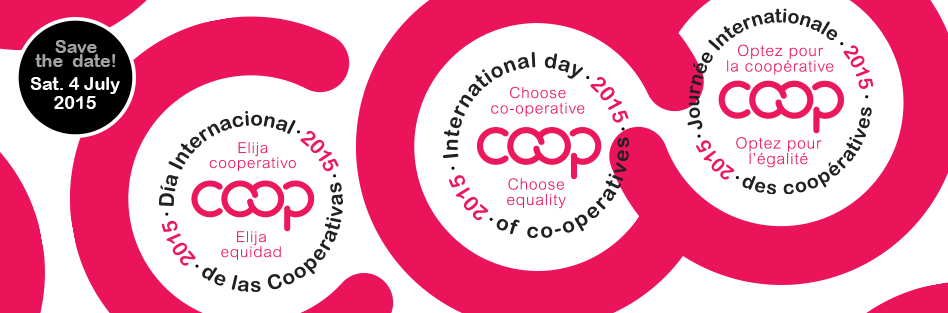 Save
the date!
Sat. 4 July
2015
· Día Internacional · 2015 ·
Elija
cooperativo
coop
Elija
equidad
2015 · de las Cooperativas ·
· International day · 2015 ·
Choose
co-operative
coop
Choose
equality
2015 · of co-operatives ·
· Journée Internationale · 2015 ·
Optez pour
la coopérative
coop
Optez pour
l'égalité
2015 · des coopératives ·